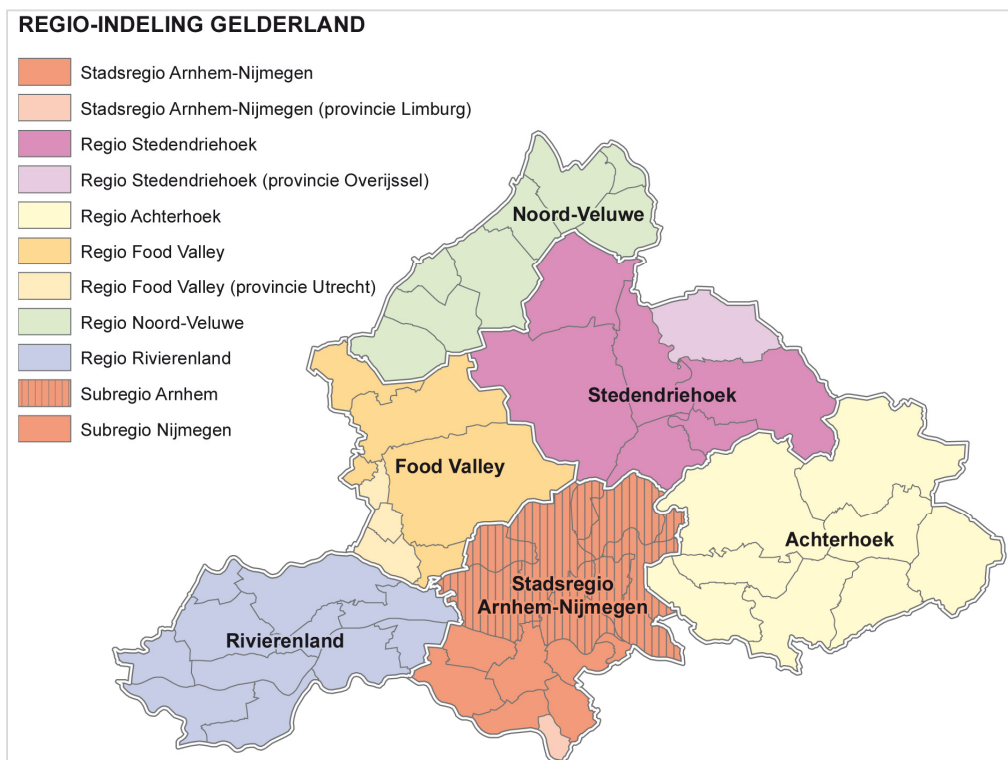 REGIO-INDELING GELDERLAND
Stadsregio Arnhem-Nijmegen
Stadsregio Arnhem-Nijmegen (provincie Limburg)
Regio Stedendriehoek
Regio Stedendriehoek (provincie Overijssel)
Regio Achterhoek
Regio Food Valley
Regio Food Valley (provincie Utrecht)
Regio Noord-Veluwe
Regio Rivierenland
Subregio Arnhem
Subregio Nijmegen
Noord-Veluwe
Stedendriehoek
Food Valley
Achterhoek
Stadsregio
Arnhem-Nijmegen
Rivierenland